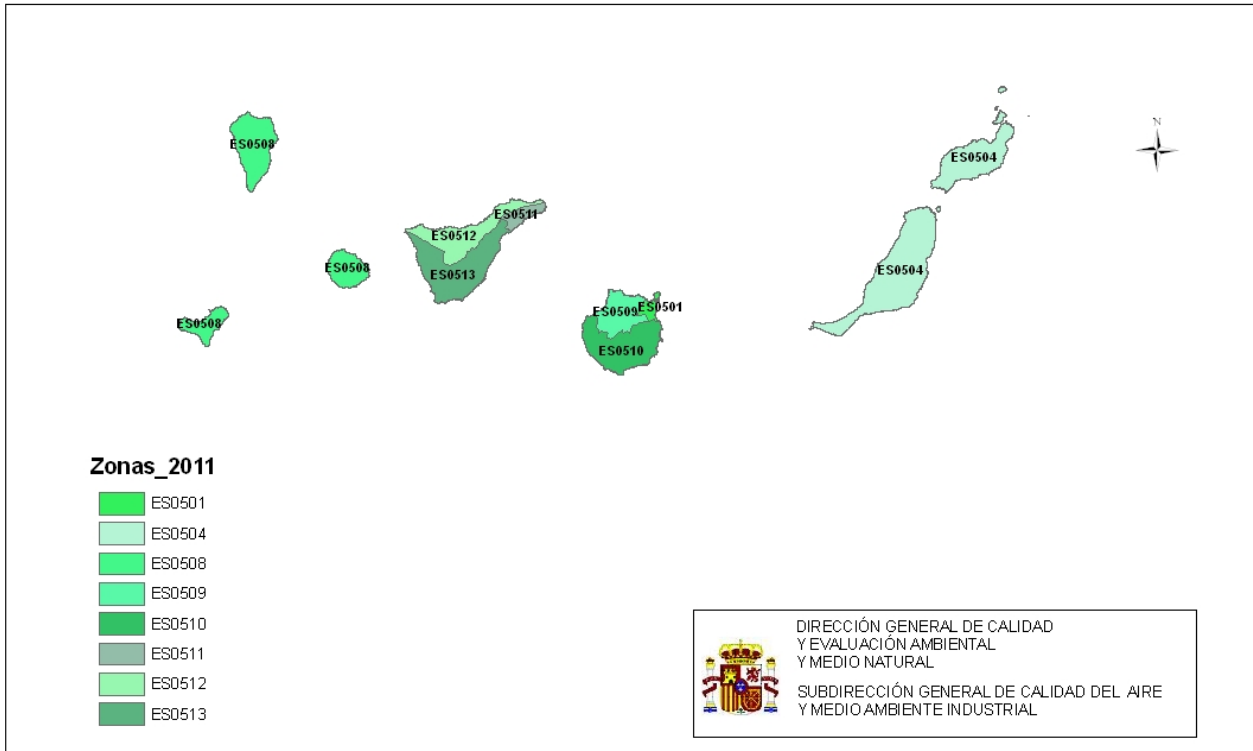 N
ES0508
ES0504
ES0511
ES0512
ES0508
ES0513
ES0504
ES0508
ES0509
ES0501
ES0510
Zonas_2011
ES0501
ES0504
ES0508
ES0509
ES0510
ES0511
ES0512
ES0513
DIRECCIÓN GENERAL DE CALIDAD
Y EVALUACIÓN AMBIENTAL
Y MEDIO NATURAL
SUBDIRECCIÓN GENERAL DE CALIDAD DEL AIRE
Y MEDIO AMBIENTE INDUSTRIAL